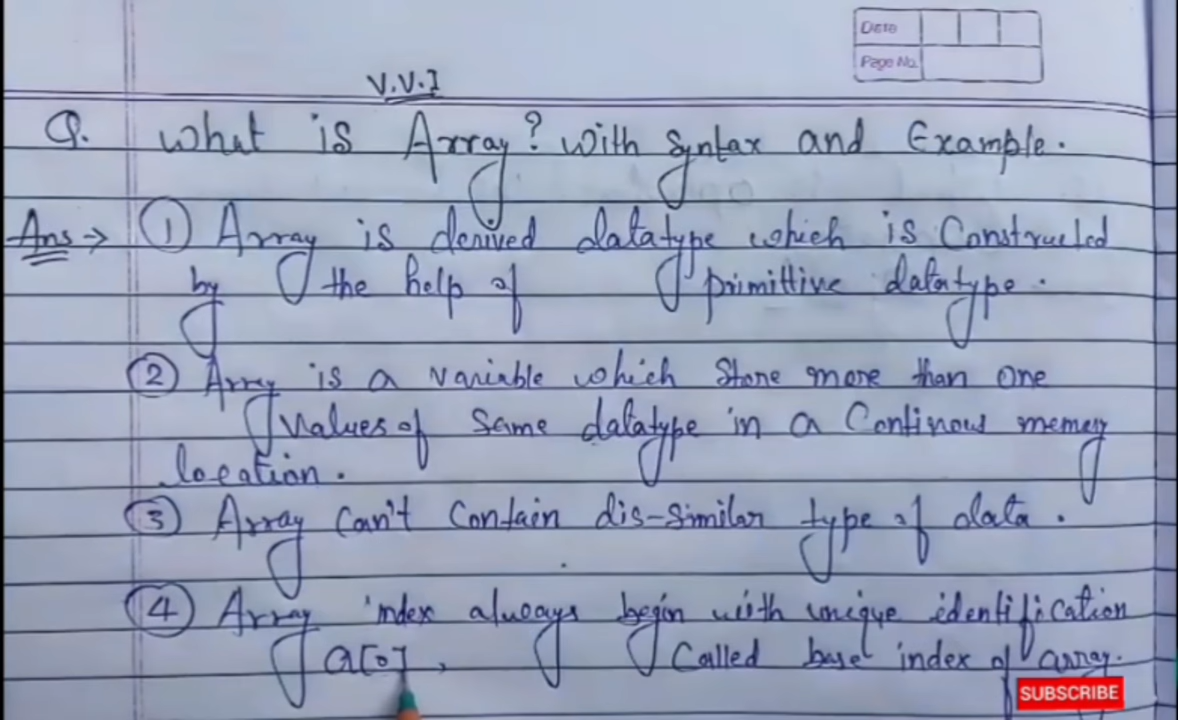 Date
Page No.
V.V.I
Q. What is Array? With Syntax and Example.
Ans → ① Array is derived datatype which is Constructed
by the help of primittive datatype.
② Array is a variable which Store more than one
values of Same datatype in a Continous memory
location.
③ Array Can't Contain dis-similar type of data.
④ Array index always begin with unique identification
a[0], Called base index of array.
SUBSCRIBE